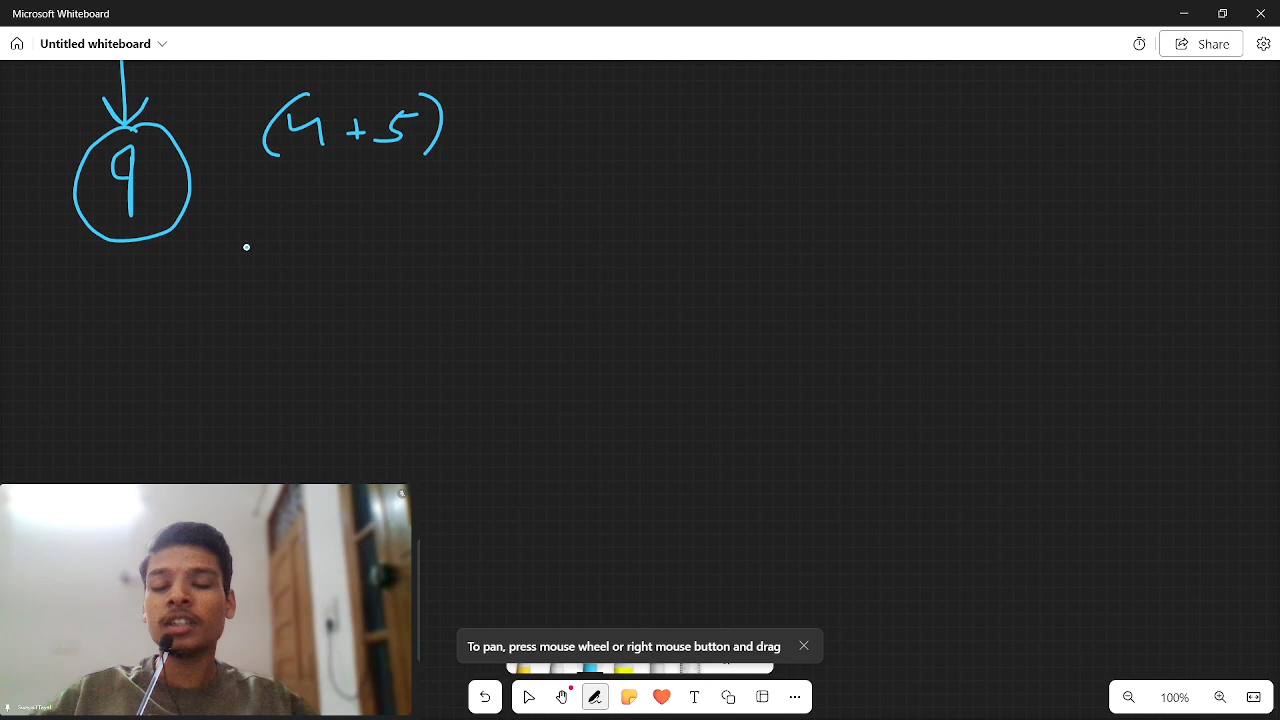 Microsoft Whiteboard
Untitled whiteboard
Share
9
(4+5)
To pan, press mouse wheel or right mouse button and drag
100%